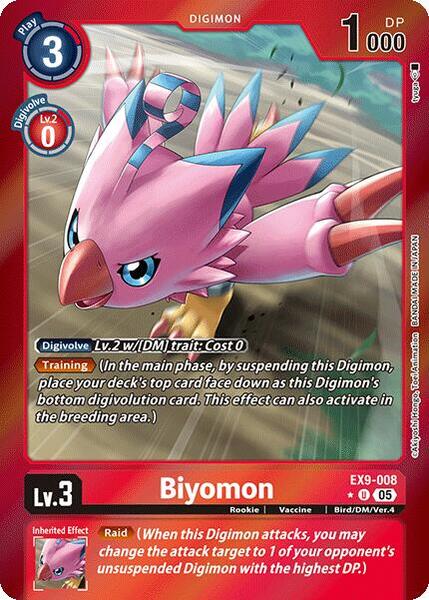 DIGIMON
Play
3
DP
1000
Digivolve
Lv.2
0
tyuga-
©Akiyoshi Hongo, Toei Animation BANDAI MADE IN JAPAN
Digivolve Lv.2 w/[DM] trait: Cost 0
Training (In the main phase, by suspending this Digimon,
place your deck's top card face down as this Digimon's
bottom digivolution card. This effect can also activate in
the breeding area.)
Lv.3
Biyomon
EX9-008
U 05
Rookie | Vaccine | Bird/DM/Ver.4
Inherited Effect
Raid (When this Digimon attacks, you may
change the attack target to 1 of your opponent's
unsuspended Digimon with the highest DP.)